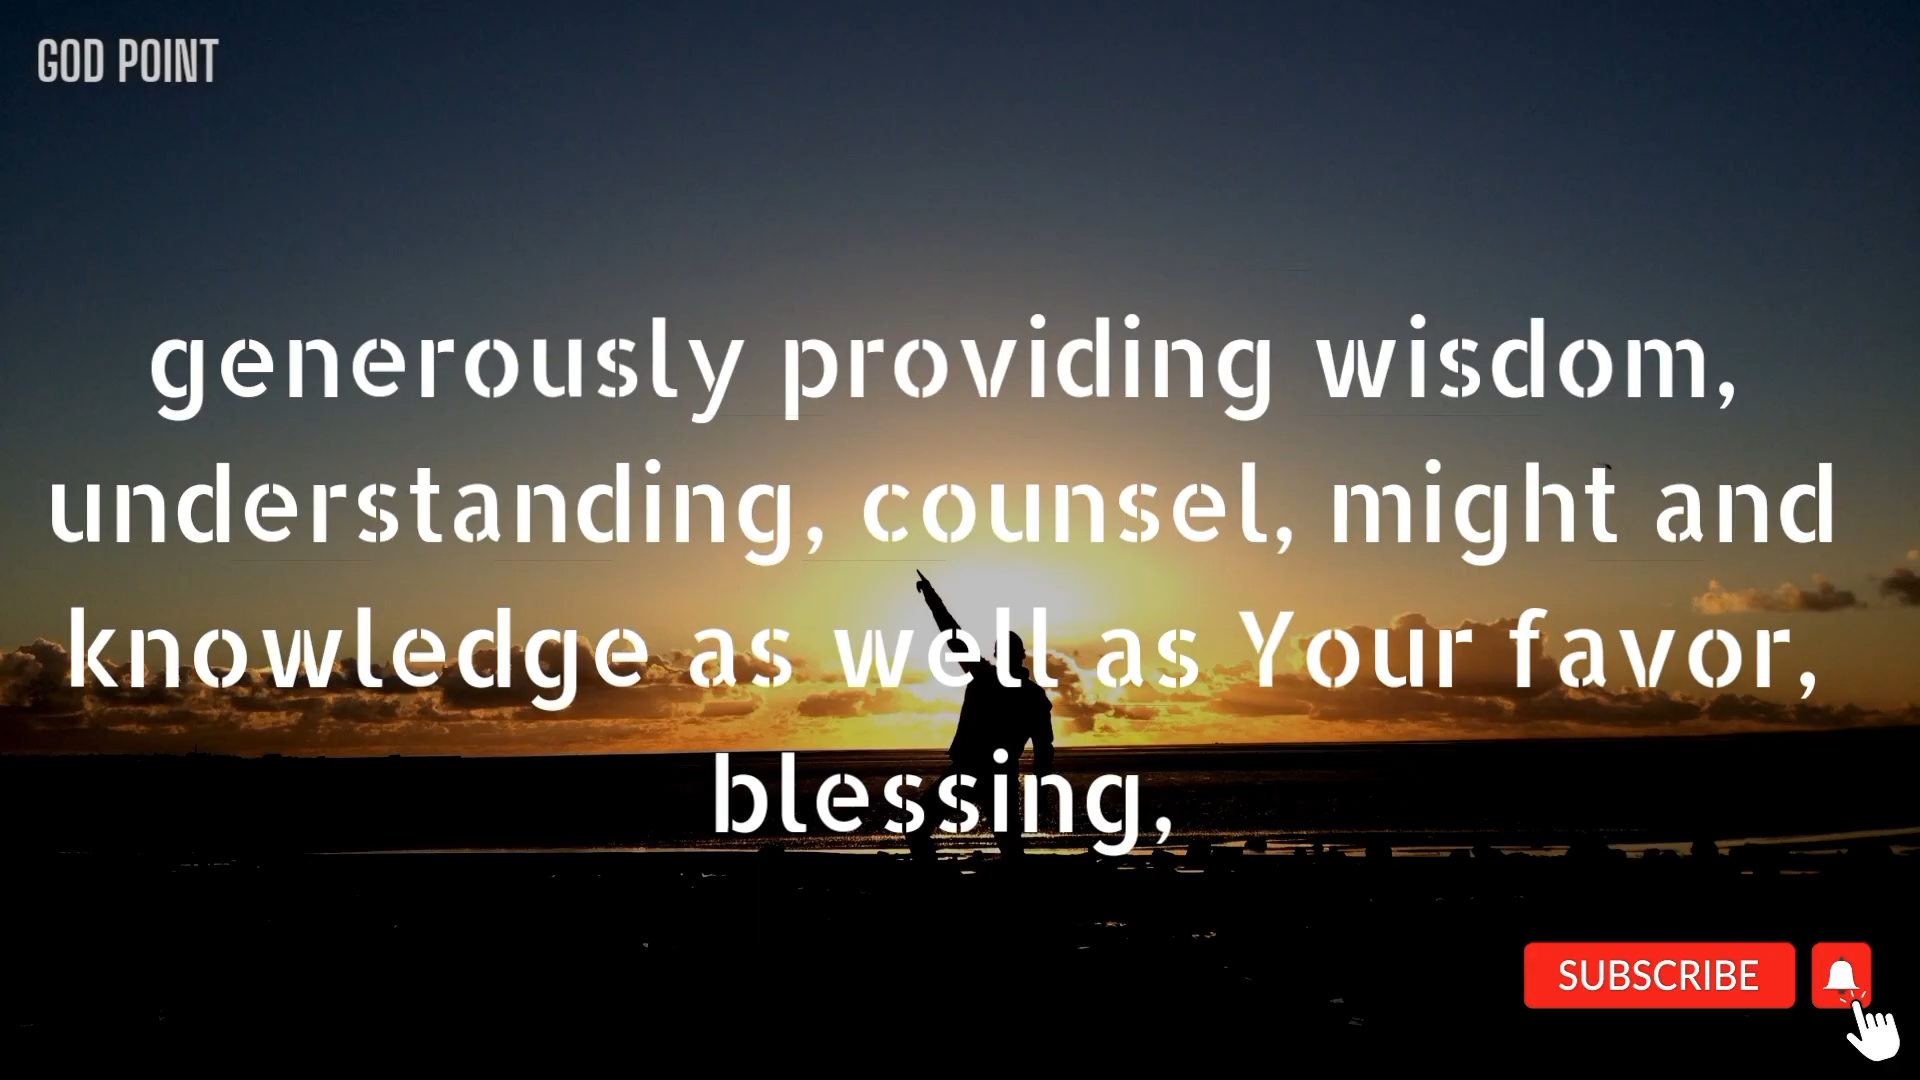 GOD POINT
generously providing wisdom,
understanding, counsel, might and
knowledge as well as Your favor,
blessing,
SUBSCRIBE